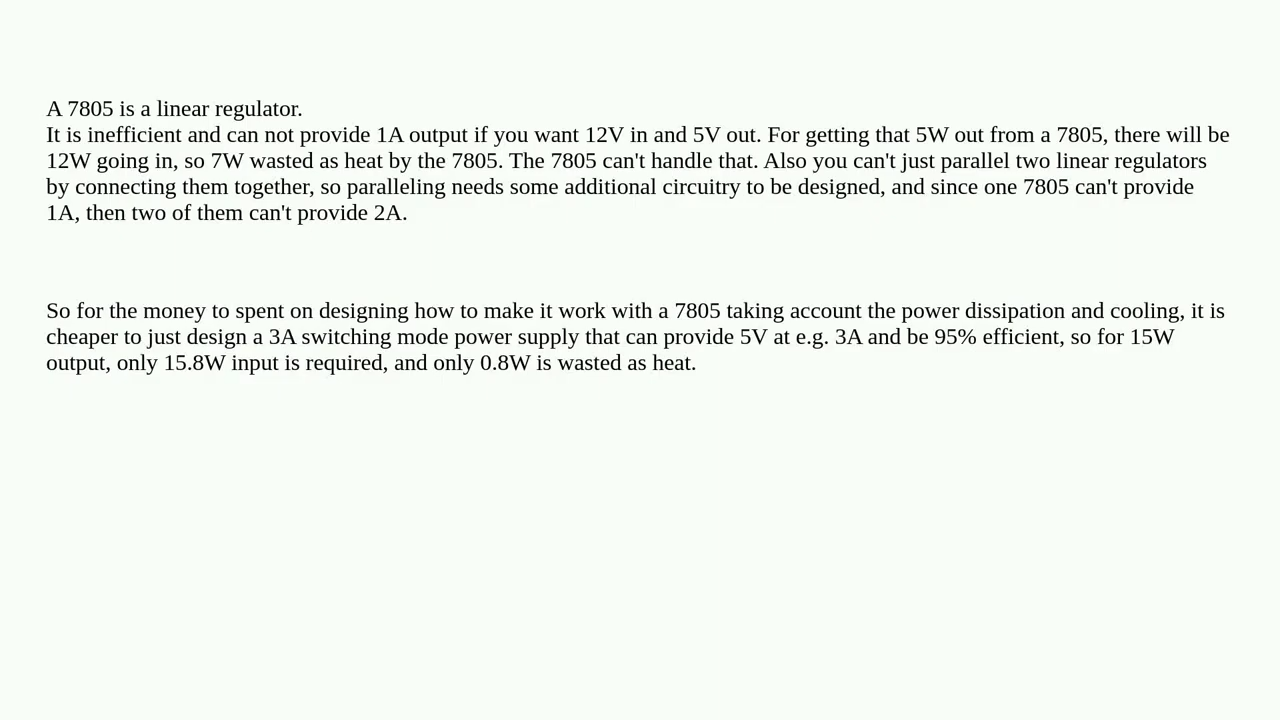 A 7805 is a linear regulator.
It is inefficient and can not provide 1A output if you want 12V in and 5V out. For getting that 5W out from a 7805, there will be
12W going in, so 7W wasted as heat by the 7805. The 7805 can't handle that. Also you can't just parallel two linear regulators
by connecting them together, so paralleling needs some additional circuitry to be designed, and since one 7805 can't provide
1A, then two of them can't provide 2A.
So for the money to spent on designing how to make it work with a 7805 taking account the power dissipation and cooling, it is
cheaper to just design a 3A switching mode power supply that can provide 5V at e.g. 3A and be 95% efficient, so for 15W
output, only 15.8W input is required, and only 0.8W is wasted as heat.